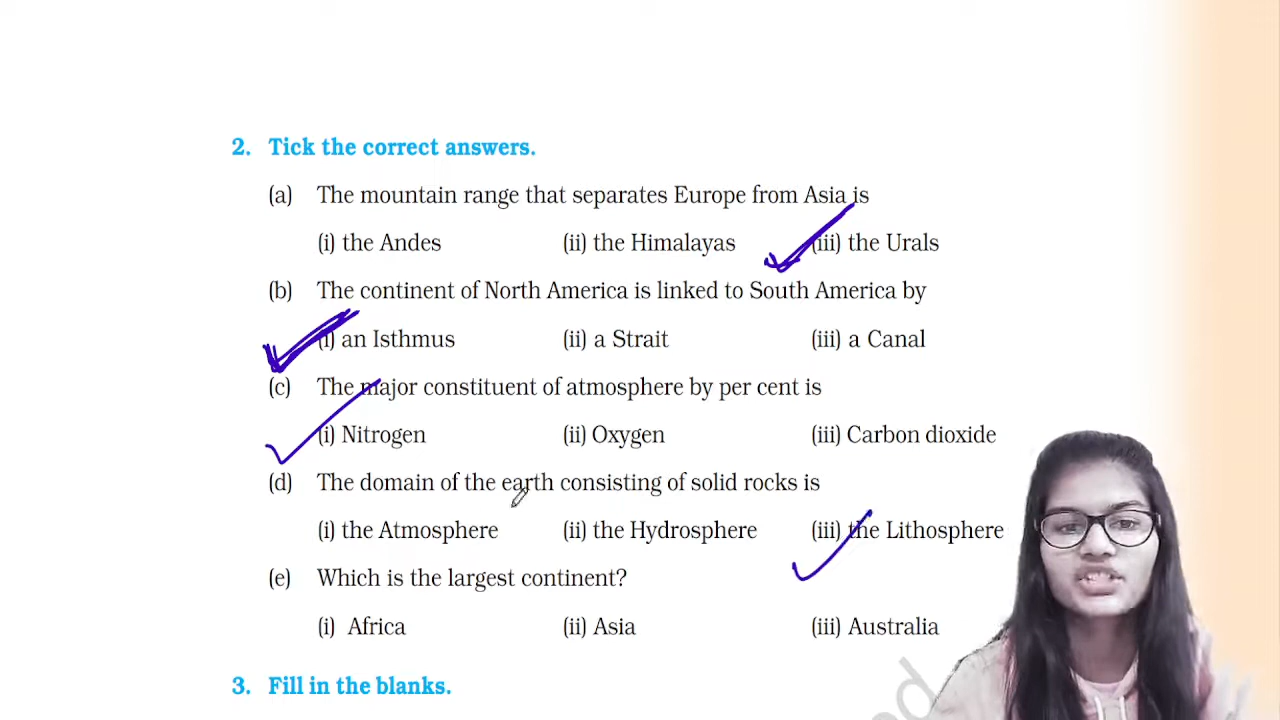 2. Tick the correct answers.
(a) The mountain range that separates Europe from Asia is
(i) the Andes (ii) the Himalayas (iii) the Urals
(b) The continent of North America is linked to South America by
(i) an Isthmus (ii) a Strait (iii) a Canal
(c) The major constituent of atmosphere by per cent is
(i) Nitrogen (ii) Oxygen (iii) Carbon dioxide
(d) The domain of the earth consisting of solid rocks is
(i) the Atmosphere (ii) the Hydrosphere (iii) the Lithosphere
(e) Which is the largest continent?
(i) Africa (ii) Asia (iii) Australia
3. Fill in the blanks.